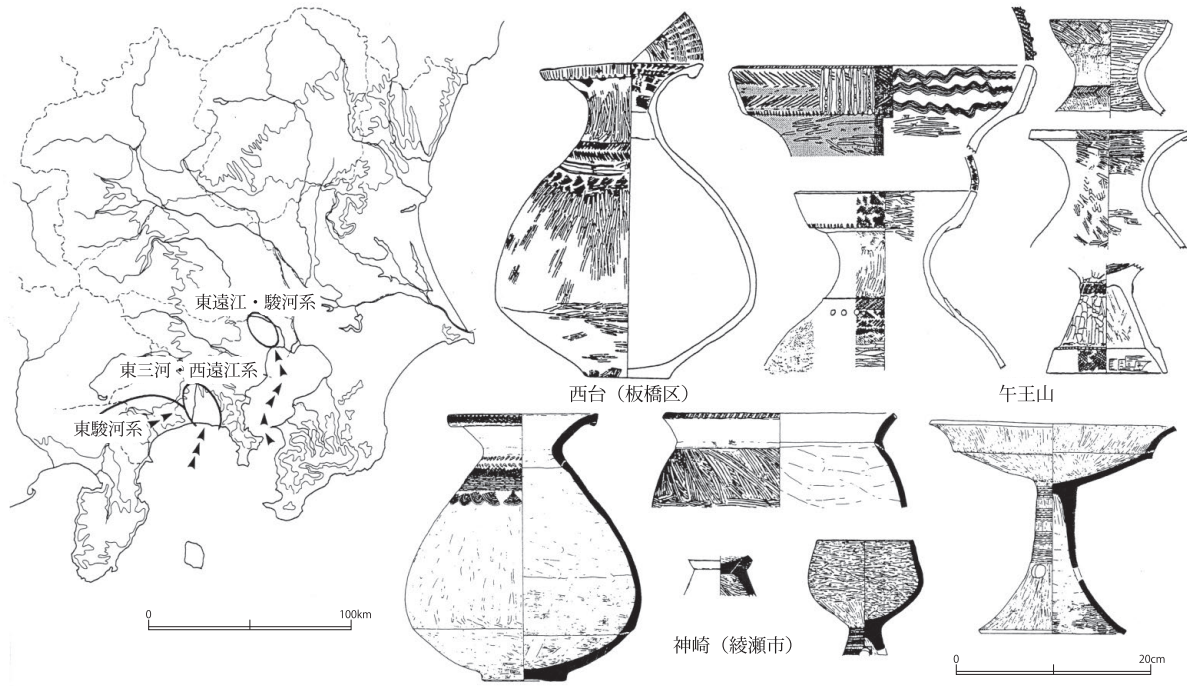 東遠江・駿河系
東三河・西遠江系
東駿河系
0 100km
西台（板橋区）
午王山
神崎（綾瀬市）
0 20cm